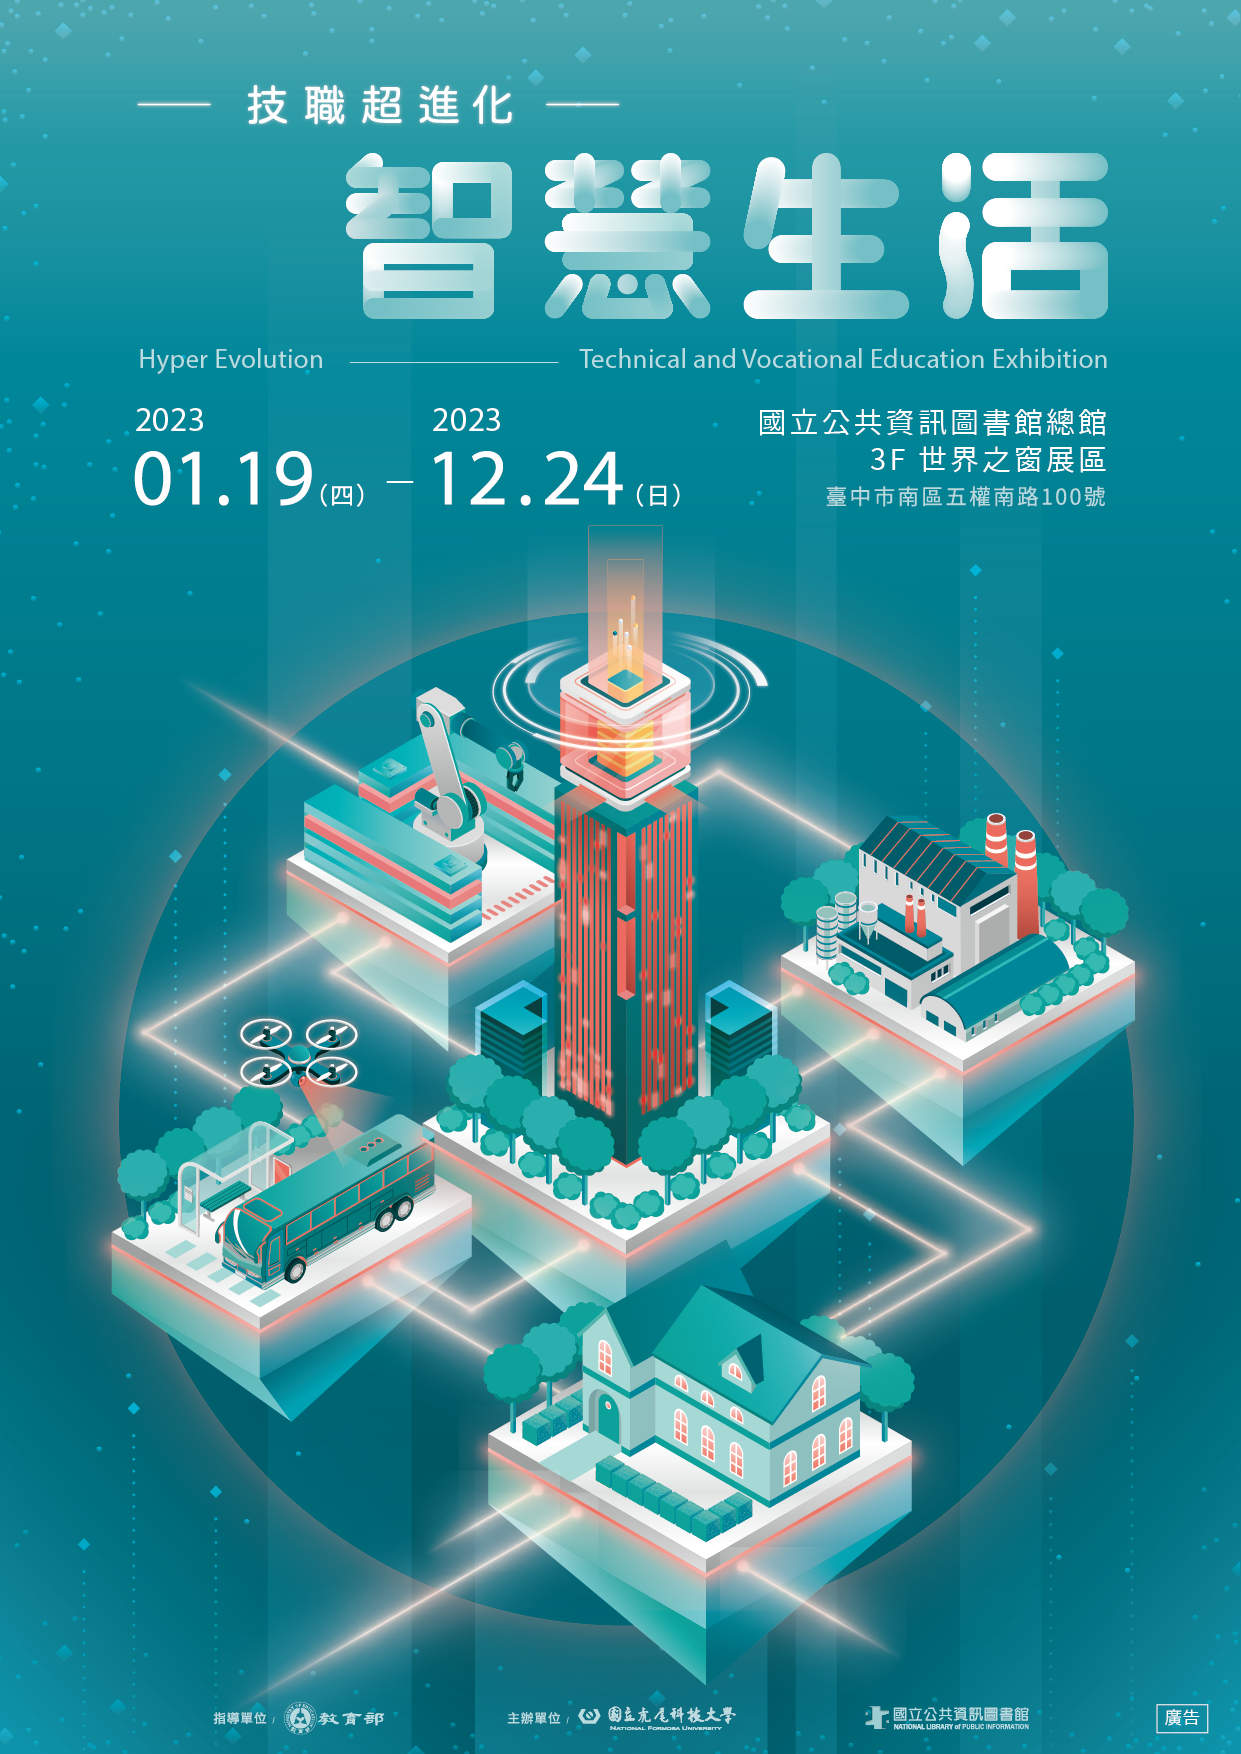 技職超進化
智慧生活
Hyper Evolution Technical and Vocational Education Exhibition
2023 2023
01.19(四) — 12.24(日)
國立公共資訊圖書館總館
3F 世界之窗展區
臺中市南區五權南路100號
指導單位 / 教育部
主辦單位 / 國立虎尾科技大學
NATIONAL FORMOSA UNIVERSITY
國立公共資訊圖書館
NATIONAL LIBRARY of PUBLIC INFORMATION
廣告